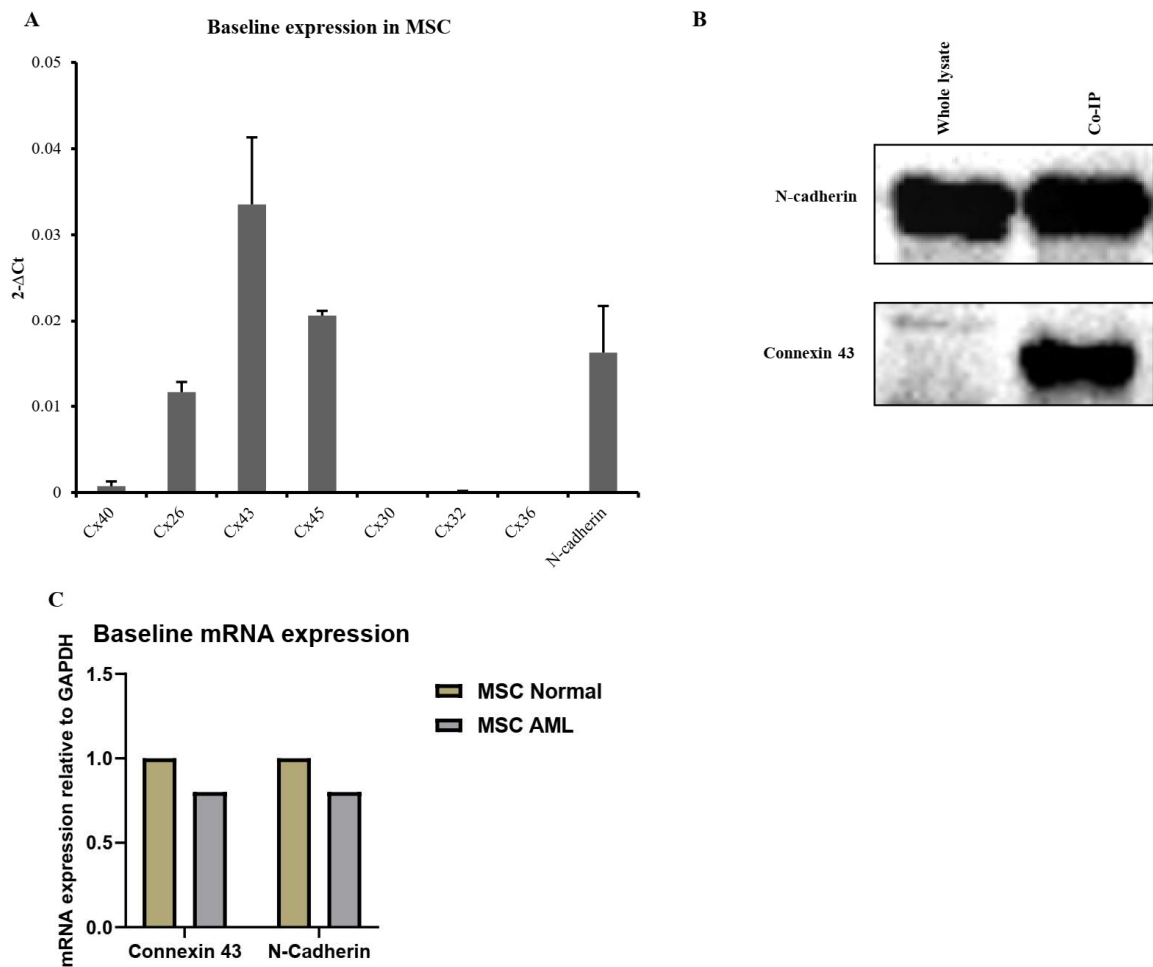 A
Baseline expression in MSC
0.05
0.04
0.03
0.02
0.01
0
2-ΔCt
Cx40
Cx26
Cx43
Cx45
Cx30
Cx32
Cx36
N-cadherin
B
Whole lysate
Co-IP
N-cadherin
Connexin 43
C
Baseline mRNA expression
mRNA expression relative to GAPDH
1.5
1.0
0.5
0.0
Connexin 43
N-Cadherin
MSC Normal
MSC AML